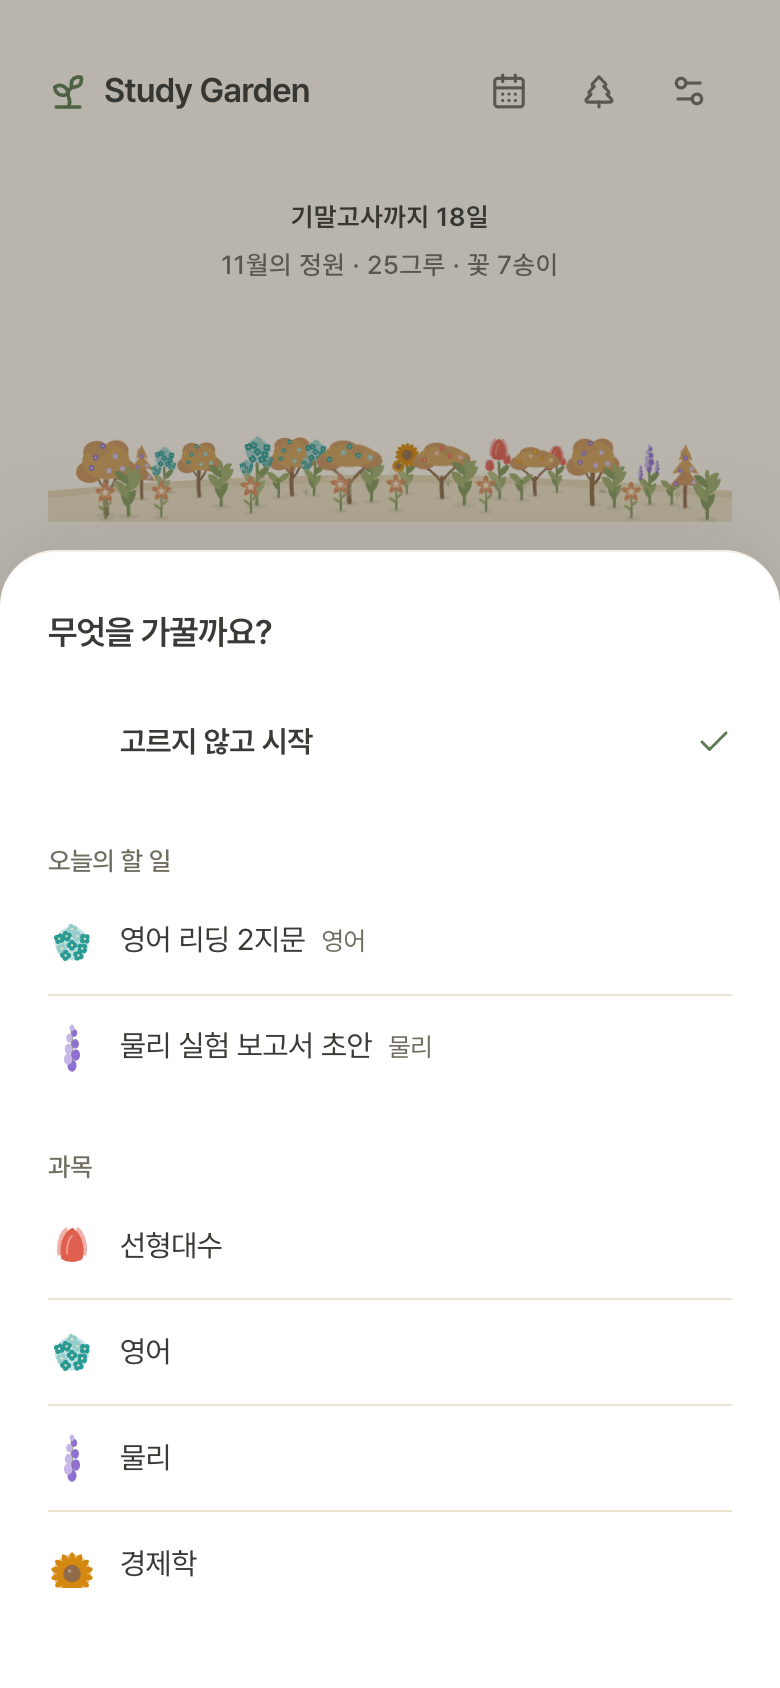 Study Garden
기말고사까지 18일
11월의 정원 · 25그루 · 꽃 7송이
무엇을 가꿀까요?
고르지 않고 시작
오늘의 할 일
영어 리딩 2지문 영어
물리 실험 보고서 초안 물리
과목
선형대수
영어
물리
경제학